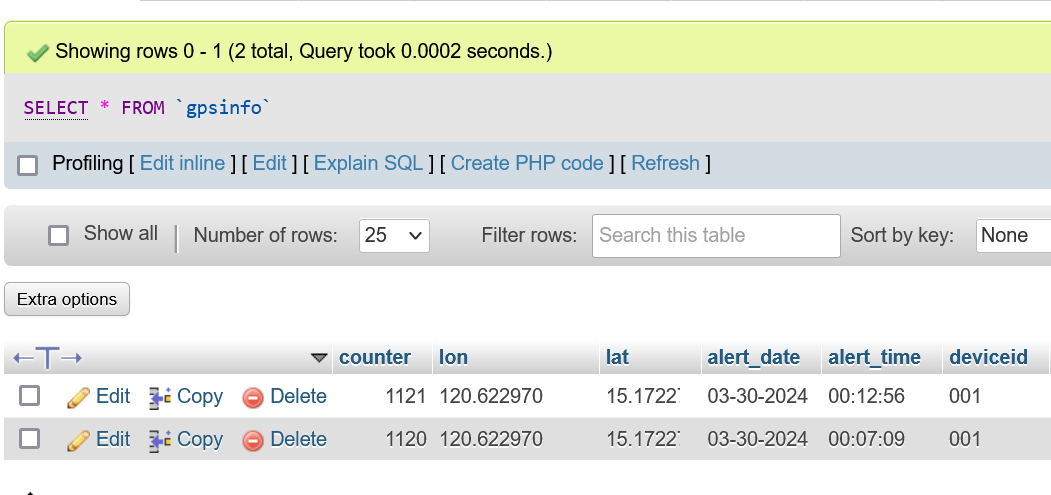 Showing rows 0 - 1 (2 total, Query took 0.0002 seconds.)
SELECT * FROM `gpsinfo`
Profiling [ Edit inline ] [ Edit ] [ Explain SQL ] [ Create PHP code ] [ Refresh ]
Show all | Number of rows: 25 Filter rows: Search this table Sort by key: None
Extra options
←T→ counter lon lat alert_date alert_time deviceid
Edit Copy Delete 1121 120.622970 15.1722 03-30-2024 00:12:56 001
Edit Copy Delete 1120 120.622970 15.1722 03-30-2024 00:07:09 001